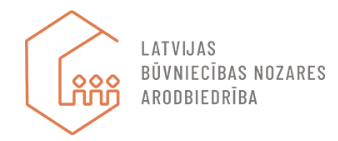 LATVIJAS
BŪVNIECĪBAS NOZARES
ARODBIEDRĪBA